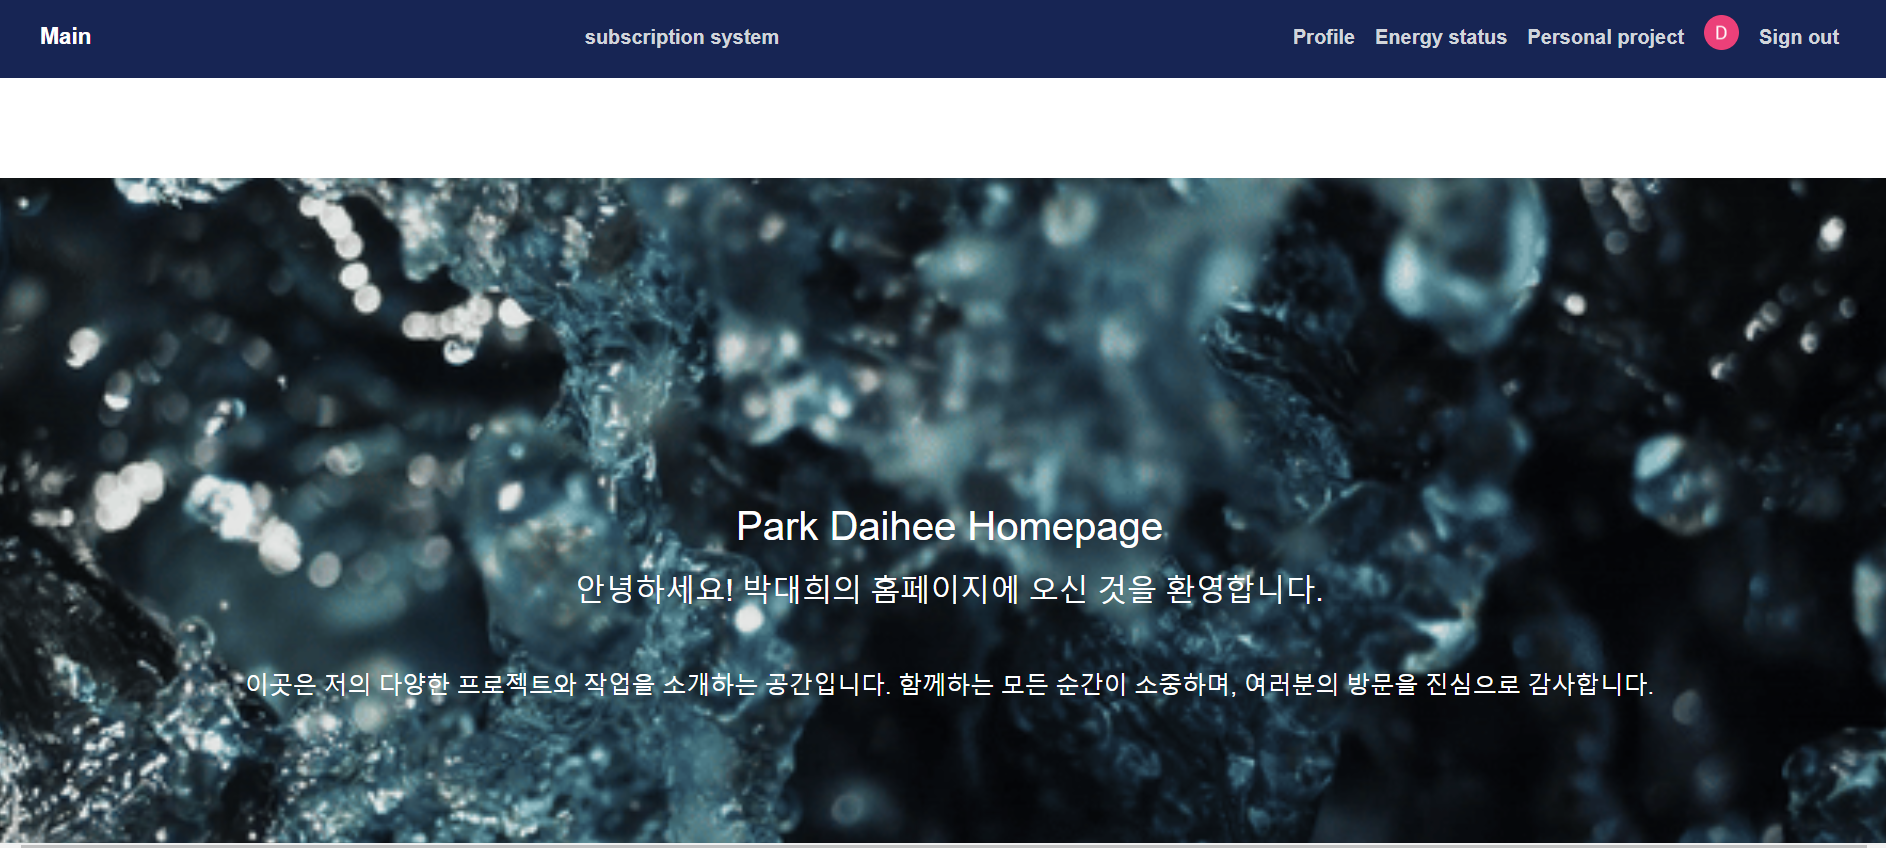 Main
subscription system
Profile
Energy status
Personal project
D
Sign out
Park Daihee Homepage
안녕하세요! 박대희의 홈페이지에 오신 것을 환영합니다.
이곳은 저의 다양한 프로젝트와 작업을 소개하는 공간입니다. 함께하는 모든 순간이 소중하며, 여러분의 방문을 진심으로 감사합니다.